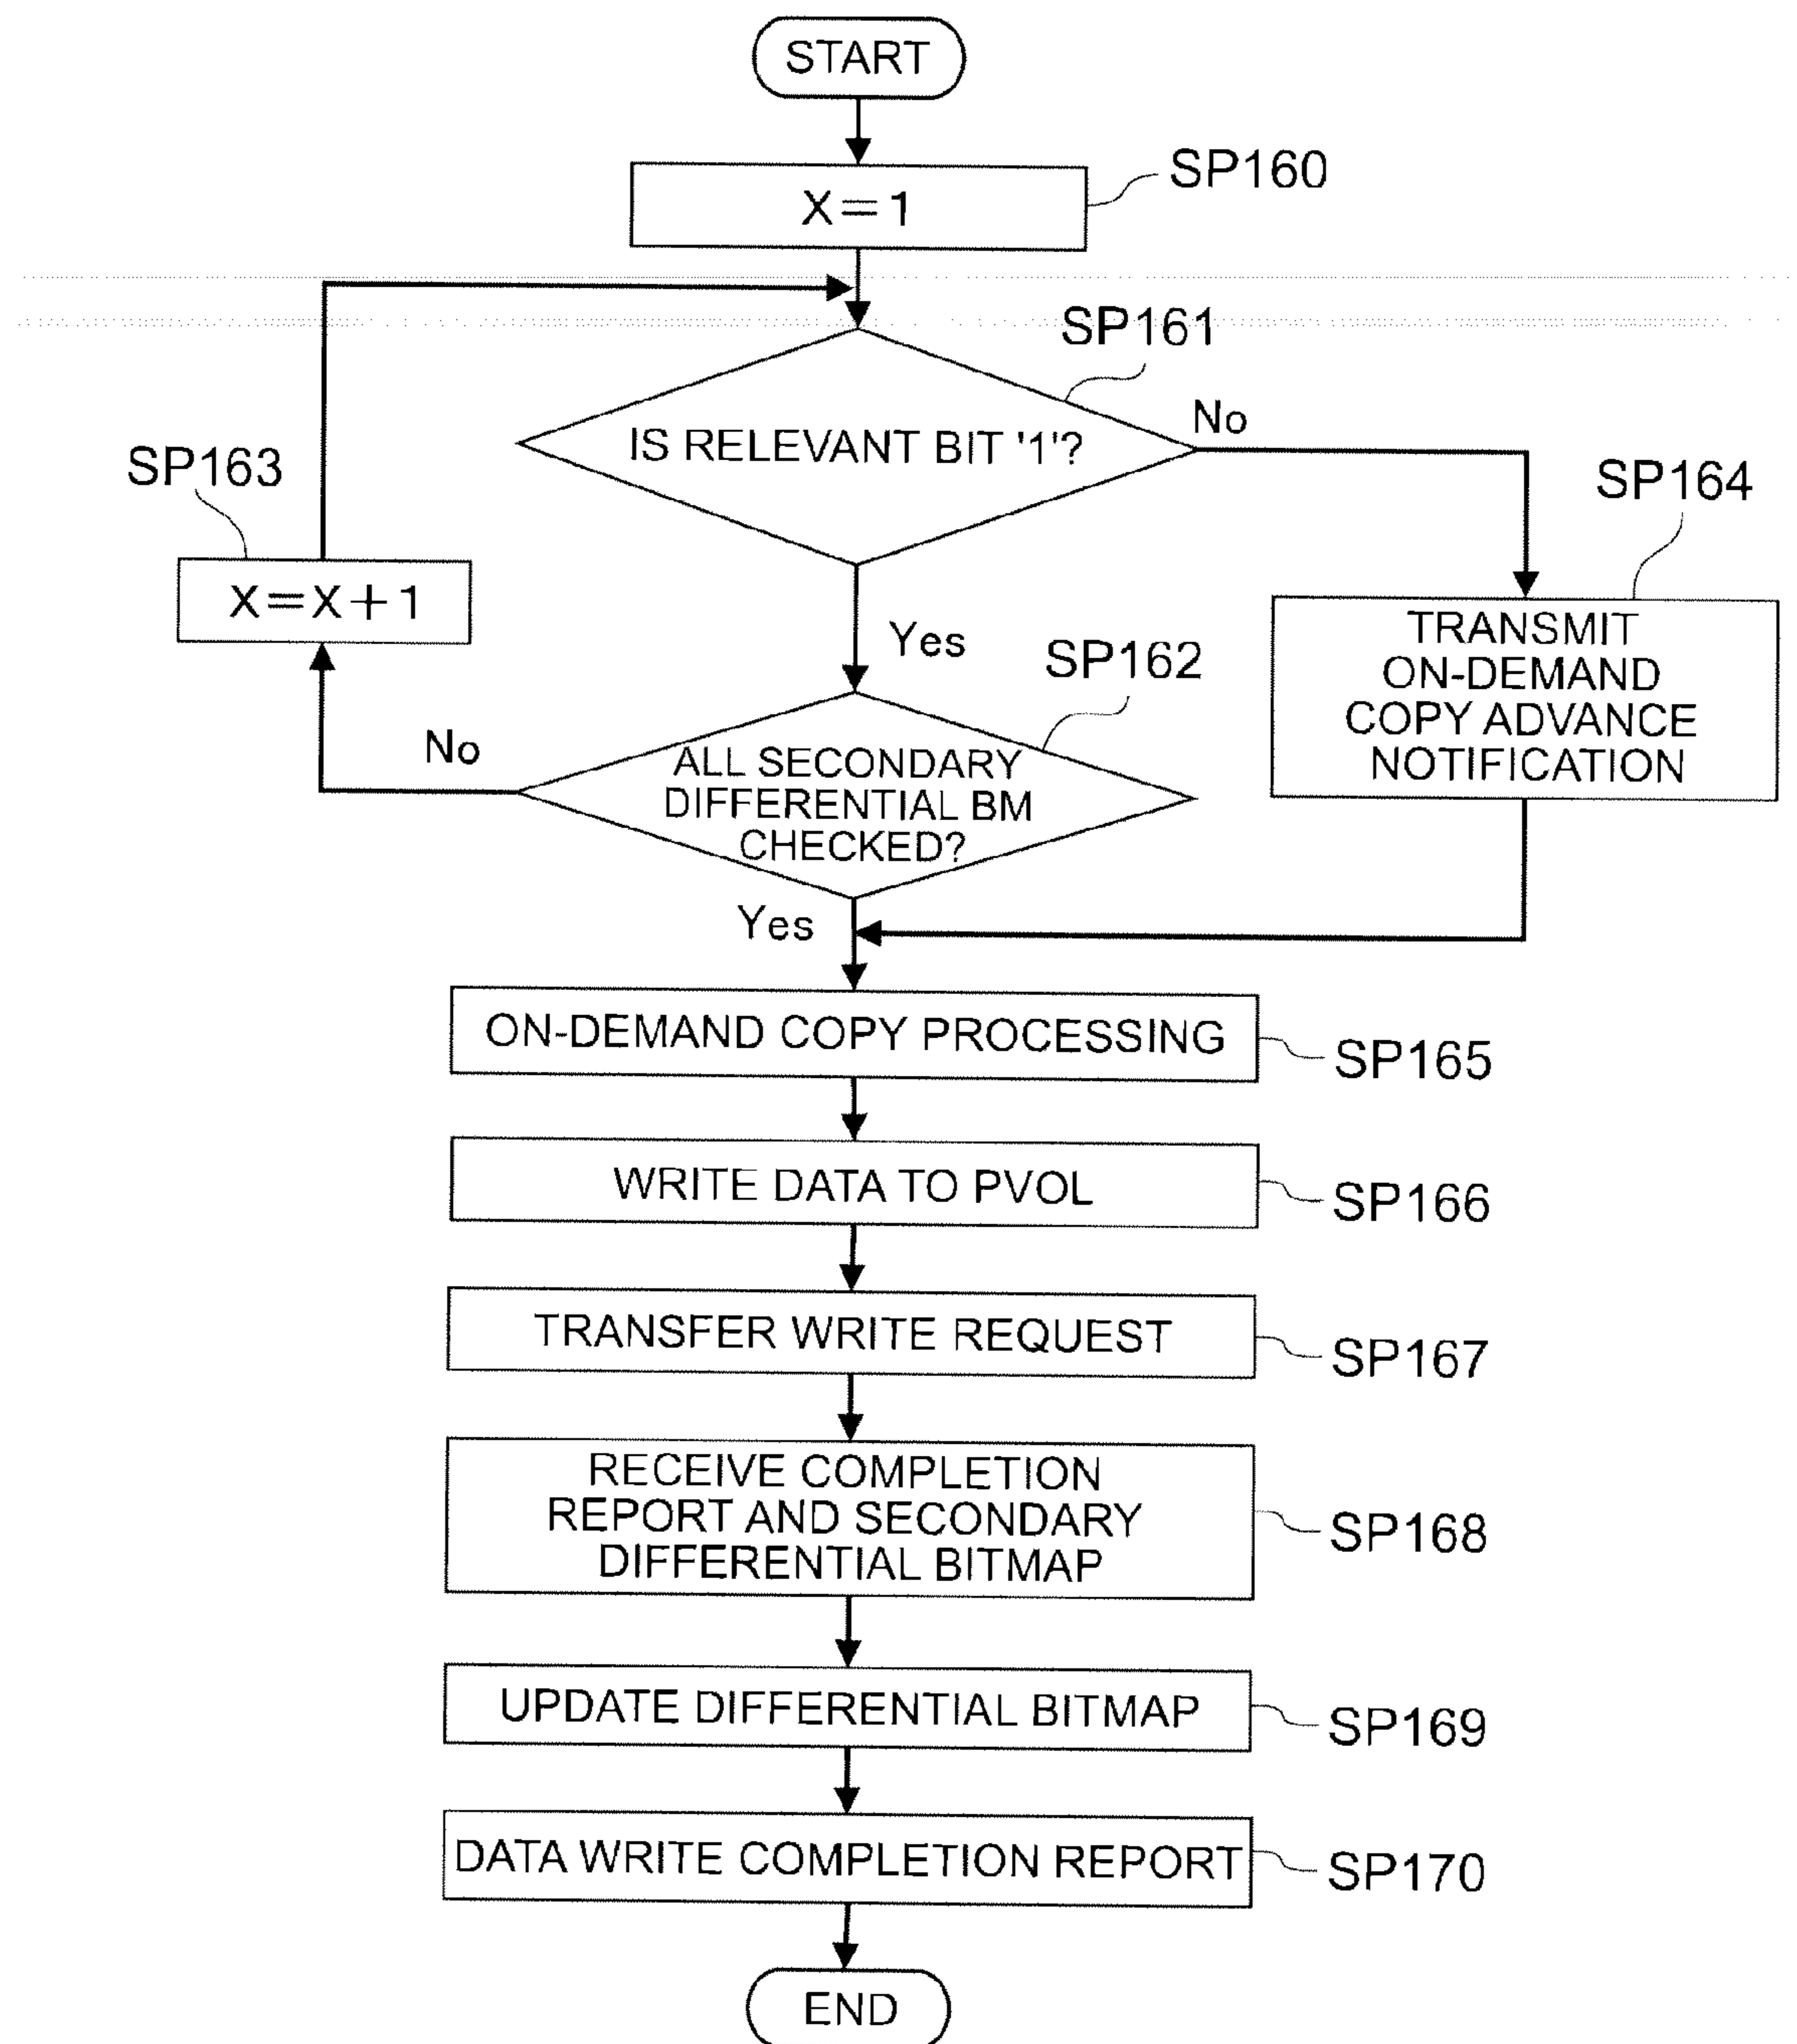 START
SP160
X=1
SP161
IS RELEVANT BIT '1'?
No
SP163
SP164
X=X+1
TRANSMIT
ON-DEMAND
COPY ADVANCE
NOTIFICATION
Yes
SP162
No
ALL SECONDARY
DIFFERENTIAL BM
CHECKED?
Yes
ON-DEMAND COPY PROCESSING
SP165
WRITE DATA TO PVOL
SP166
TRANSFER WRITE REQUEST
SP167
RECEIVE COMPLETION
REPORT AND SECONDARY
DIFFERENTIAL BITMAP
SP168
UPDATE DIFFERENTIAL BITMAP
SP169
DATA WRITE COMPLETION REPORT
SP170
END